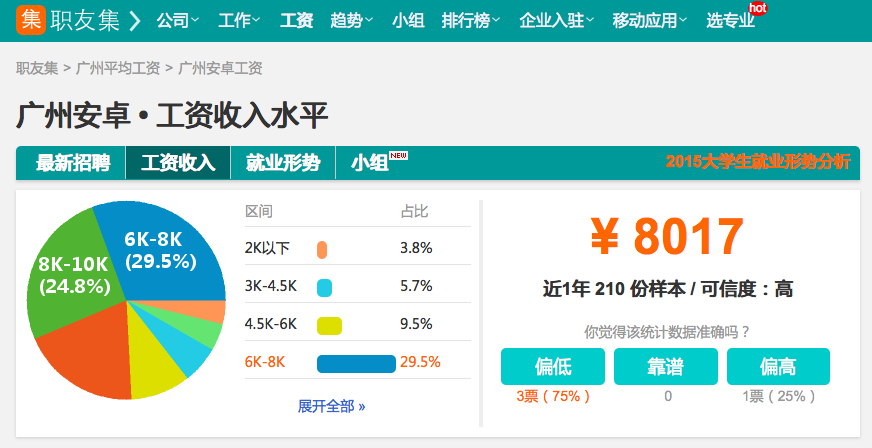 集 职友集 公司 工作 工资 趋势 小组 排行榜 企业入驻 移动应用 选专业 hot
职友集 > 广州平均工资 > 广州安卓工资
广州安卓 • 工资收入水平
最新招聘 工资收入 就业形势 小组 NEW 2015大学生就业形势分析
6K-8K
(29.5%)
8K-10K
(24.8%)
区间 占比
2K以下 3.8%
3K-4.5K 5.7%
4.5K-6K 9.5%
6K-8K 29.5%
展开全部 »
¥ 8017
近1年 210 份样本 / 可信度：高
你觉得该统计数据准确吗？
偏低 靠谱 偏高
3票（75%） 0 1票（25%）